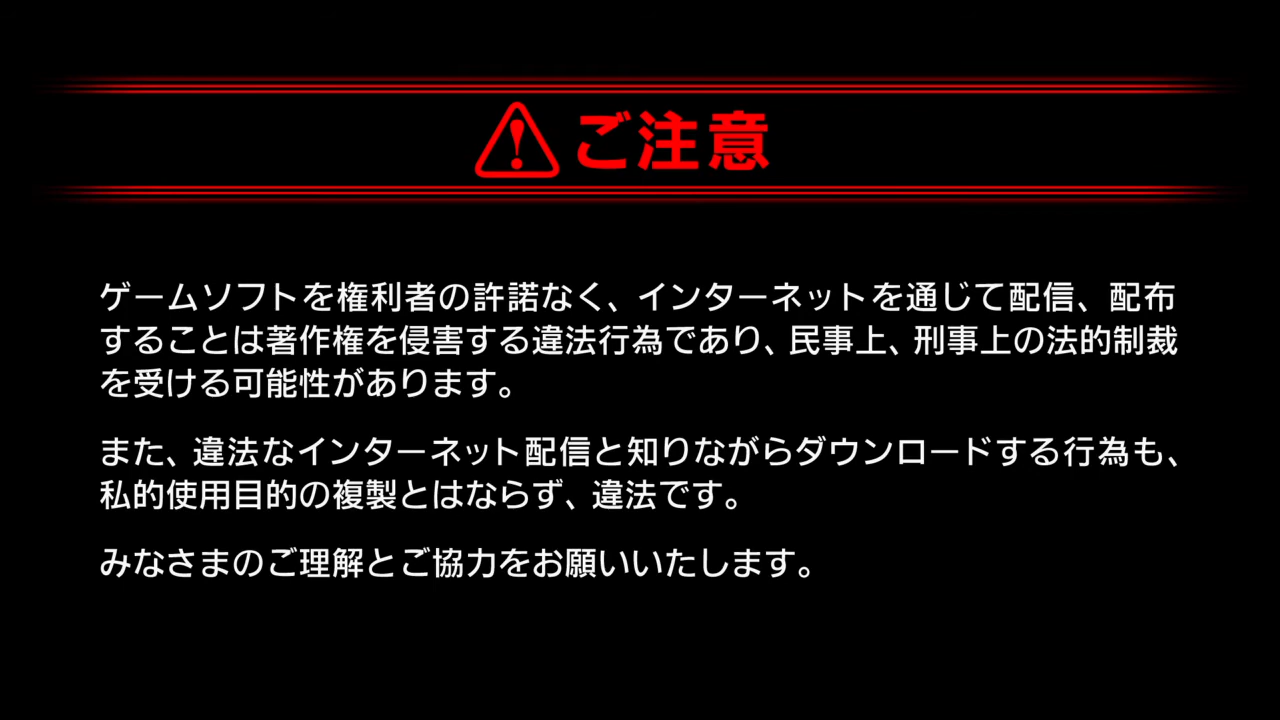 ご注意
ゲームソフトを権利者の許諾なく、インターネットを通じて配信、配布
することは著作権を侵害する違法行為であり、民事上、刑事上の法的制裁
を受ける可能性があります。
また、違法なインターネット配信と知りながらダウンロードする行為も、
私的使用目的の複製とはならず、違法です。
みなさまのご理解とご協力をお願いいたします。